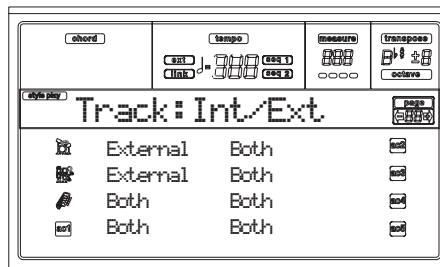 chord tempo measure transpose
ext seq 1
link seq 2
octave
style play
Track:Int/Ext page
External Both acc2
External Both acc3
Both Both acc4
acc1 Both Both acc5